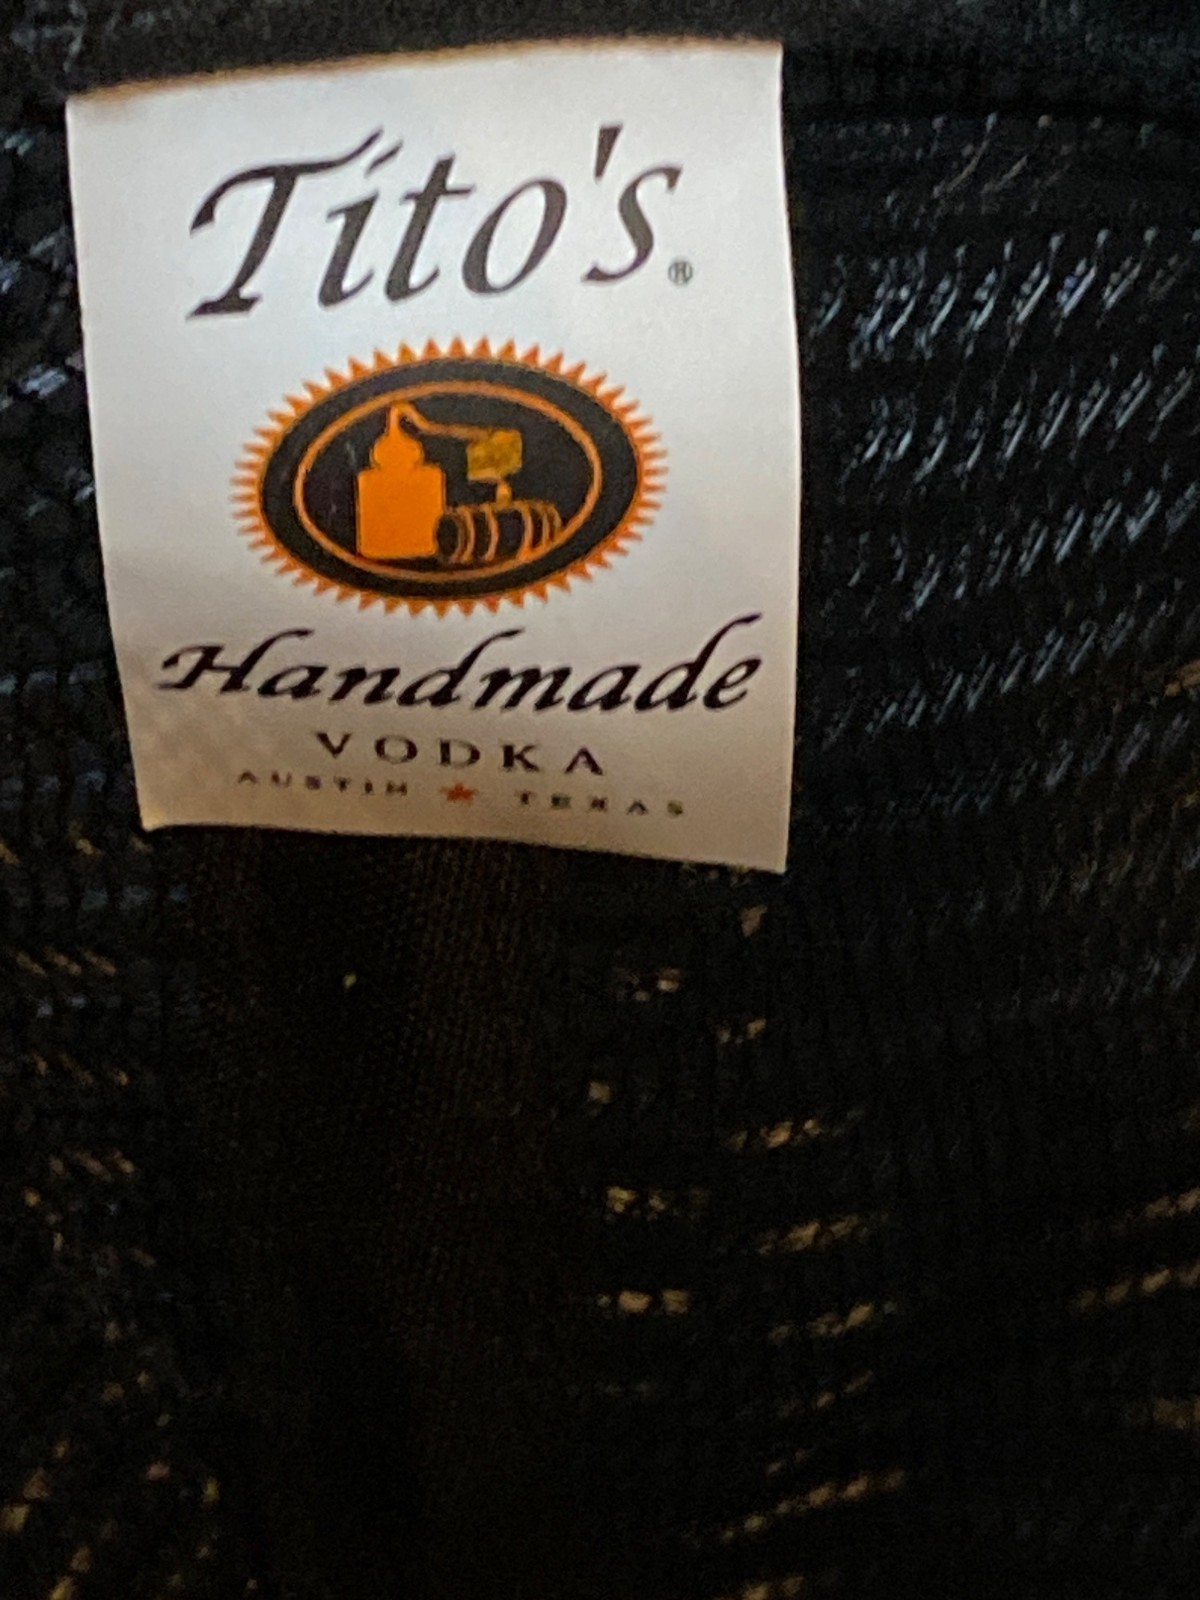 Tito's®
Handmade
VODKA
AUSTIN ★ TEXAS